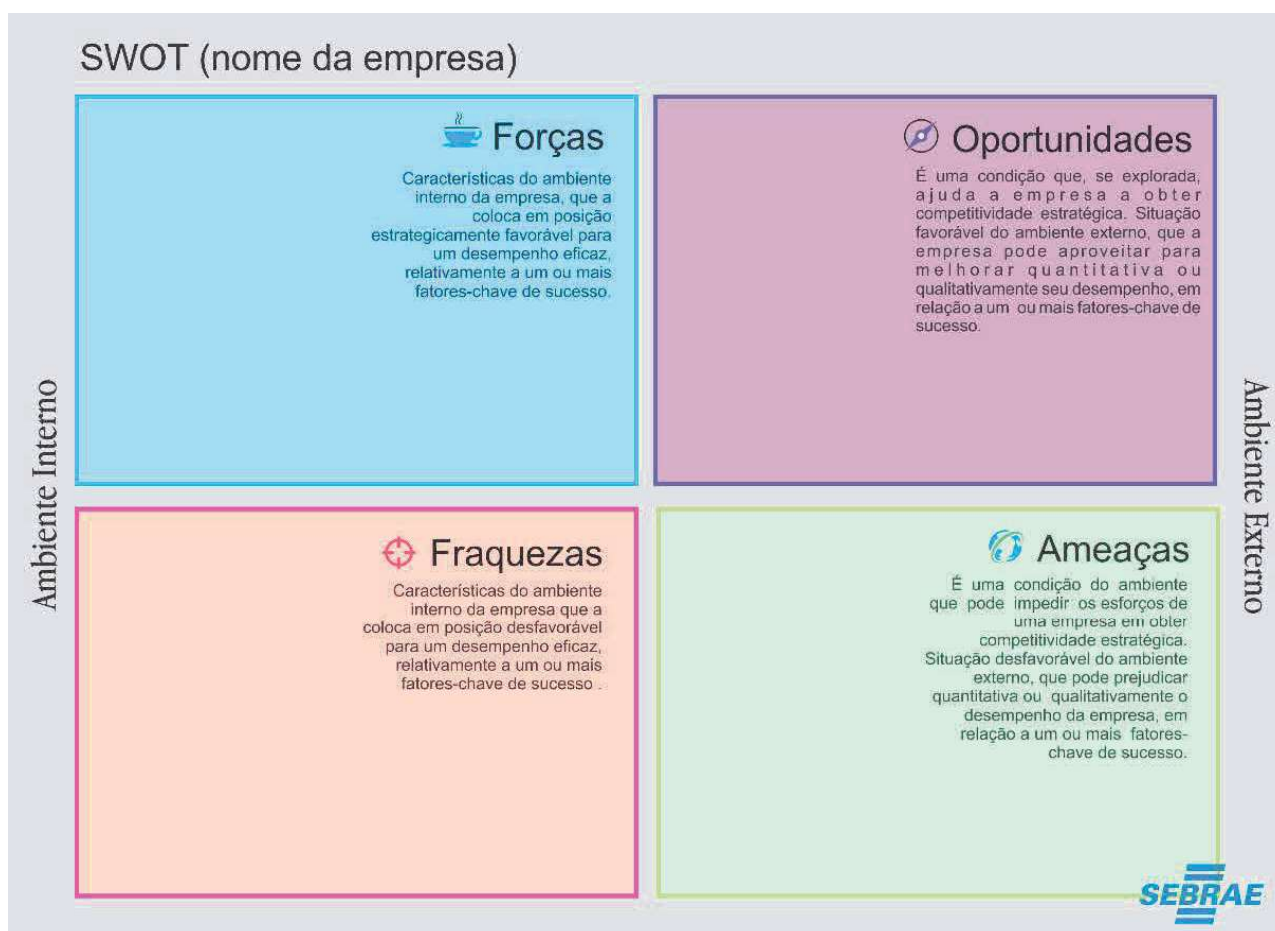 SWOT (nome da empresa)
Forças
Características do ambiente
interno da empresa, que a
coloca em posição
estrategicamente favorável para
um desempenho eficaz,
relativamente a um ou mais
fatores-chave de sucesso.
Oportunidades
É uma condição que, se explorada,
ajuda a empresa a obter
competitividade estratégica. Situação
favorável do ambiente externo, que a
empresa pode aproveitar para
melhorar quantitativa ou
qualitativamente seu desempenho, em
relação a um ou mais fatores-chave de
sucesso.
Ambiente Interno
Ambiente Externo
Fraquezas
Características do ambiente
interno da empresa que a
coloca em posição desfavorável
para um desempenho eficaz,
relativamente a um ou mais
fatores-chave de sucesso .
Ameaças
É uma condição do ambiente
que pode impedir os esforços de
uma empresa em obter
competitividade estratégica.
Situação desfavorável do ambiente
externo, que pode prejudicar
quantitativa ou qualitativamente o
desempenho da empresa, em
relação a um ou mais fatores-
chave de sucesso.
SEBRAE